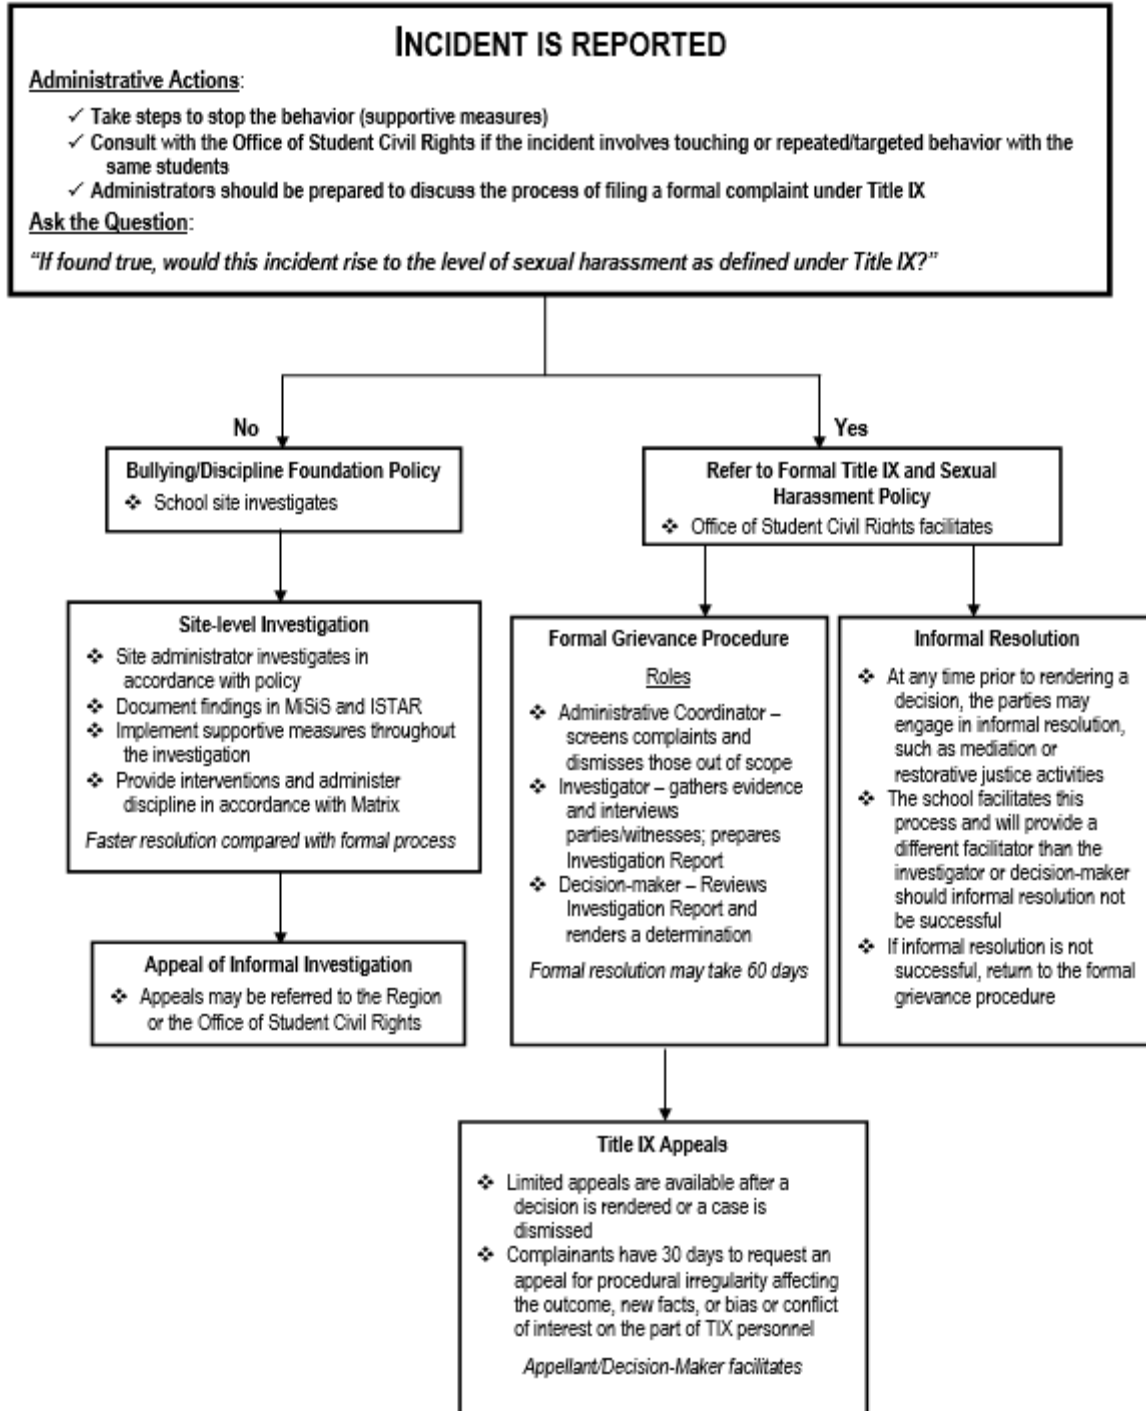 INCIDENT IS REPORTED
Administrative Actions:
✓ Take steps to stop the behavior (supportive measures)
✓ Consult with the Office of Student Civil Rights if the incident involves touching or repeated/targeted behavior with the
same students
✓ Administrators should be prepared to discuss the process of filing a formal complaint under Title IX
Ask the Question:
"If found true, would this incident rise to the level of sexual harassment as defined under Title IX?"
No
Bullying/Discipline Foundation Policy
❖ School site investigates
Site-level Investigation
❖ Site administrator investigates in
accordance with policy
❖ Document findings in MiSiS and ISTAR
❖ Implement supportive measures throughout
the investigation
❖ Provide interventions and administer
discipline in accordance with Matrix
Faster resolution compared with formal process
Appeal of Informal Investigation
❖ Appeals may be referred to the Region
or the Office of Student Civil Rights
Yes
Refer to Formal Title IX and Sexual
Harassment Policy
❖ Office of Student Civil Rights facilitates
Formal Grievance Procedure
Roles
❖ Administrative Coordinator –
screens complaints and
dismisses those out of scope
❖ Investigator – gathers evidence
and interviews
parties/witnesses; prepares
Investigation Report
❖ Decision-maker – Reviews
Investigation Report and
renders a determination
Formal resolution may take 60 days
Informal Resolution
❖ At any time prior to rendering a
decision, the parties may
engage in informal resolution,
such as mediation or
restorative justice activities
❖ The school facilitates this
process and will provide a
different facilitator than the
investigator or decision-maker
should informal resolution not
be successful
❖ If informal resolution is not
successful, return to the formal
grievance procedure
Title IX Appeals
❖ Limited appeals are available after a
decision is rendered or a case is
dismissed
❖ Complainants have 30 days to request an
appeal for procedural irregularity affecting
the outcome, new facts, or bias or conflict
of interest on the part of TIX personnel
Appellant/Decision-Maker facilitates